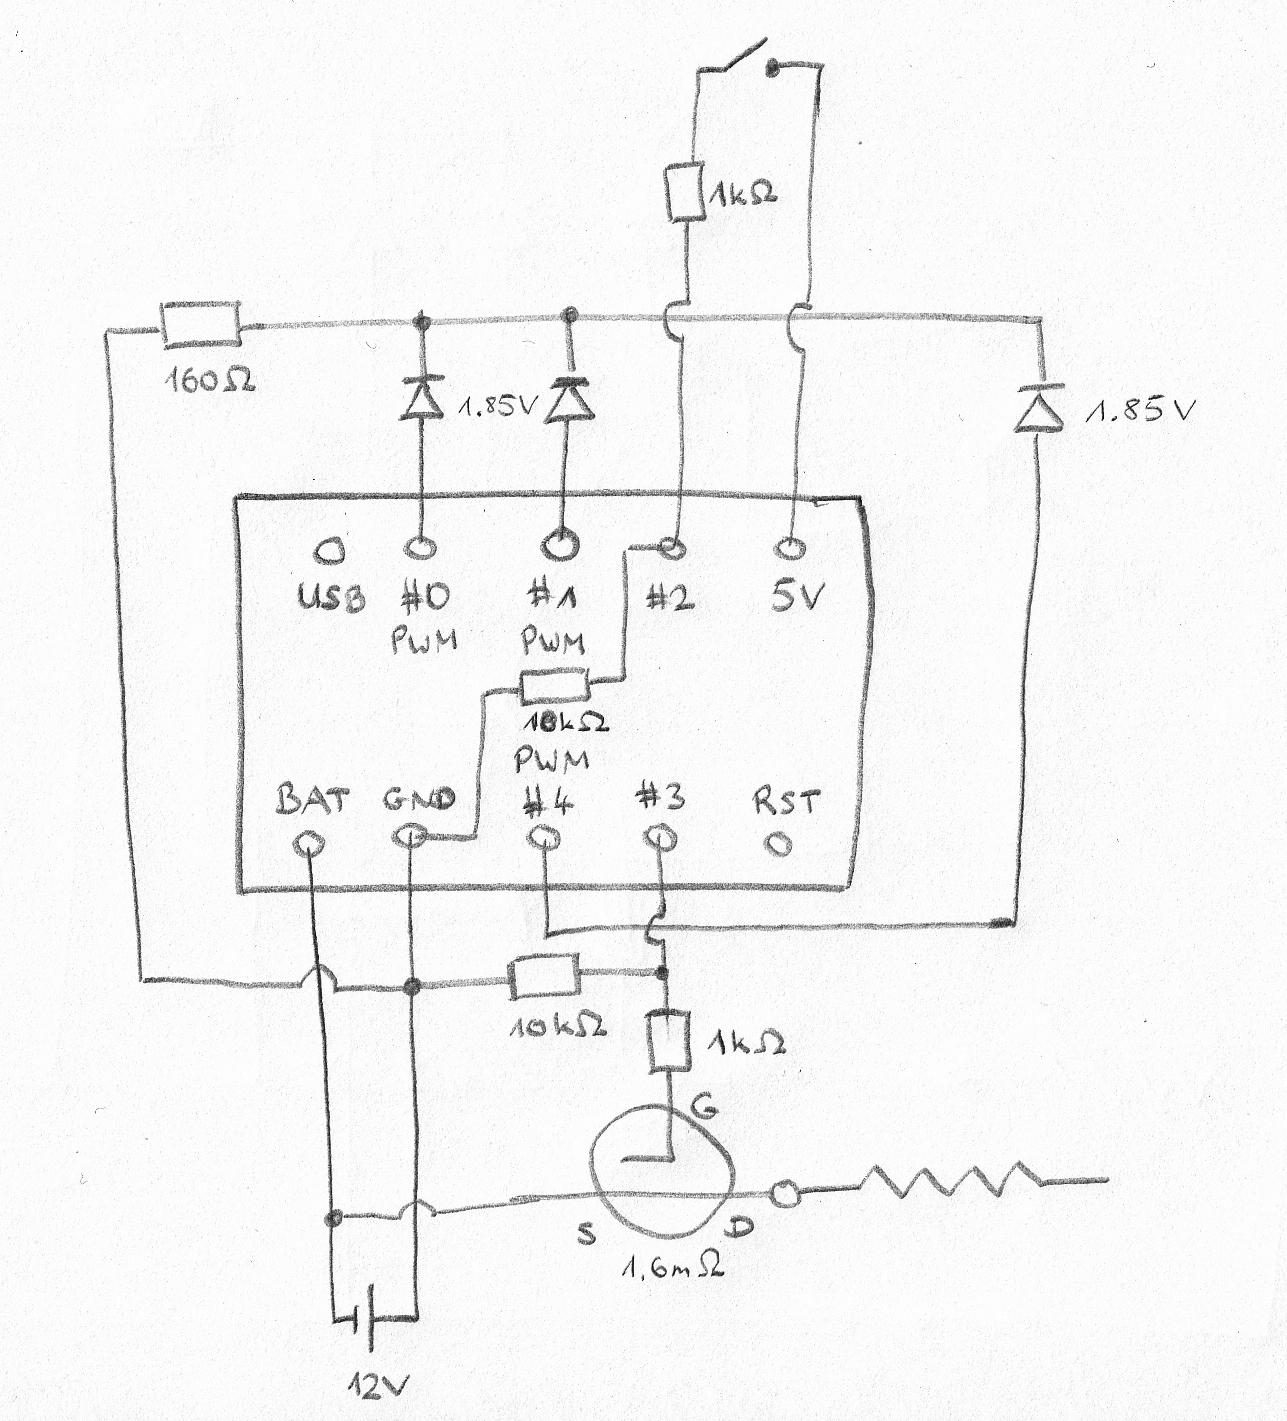 1kΩ
160Ω
1.85V
1.85V
USB #0 #1 #2 5V
PWM PWM
10kΩ
PWM
BAT GND #4 #3 RST
10kΩ 1kΩ
G
S D
1.6mΩ
12V